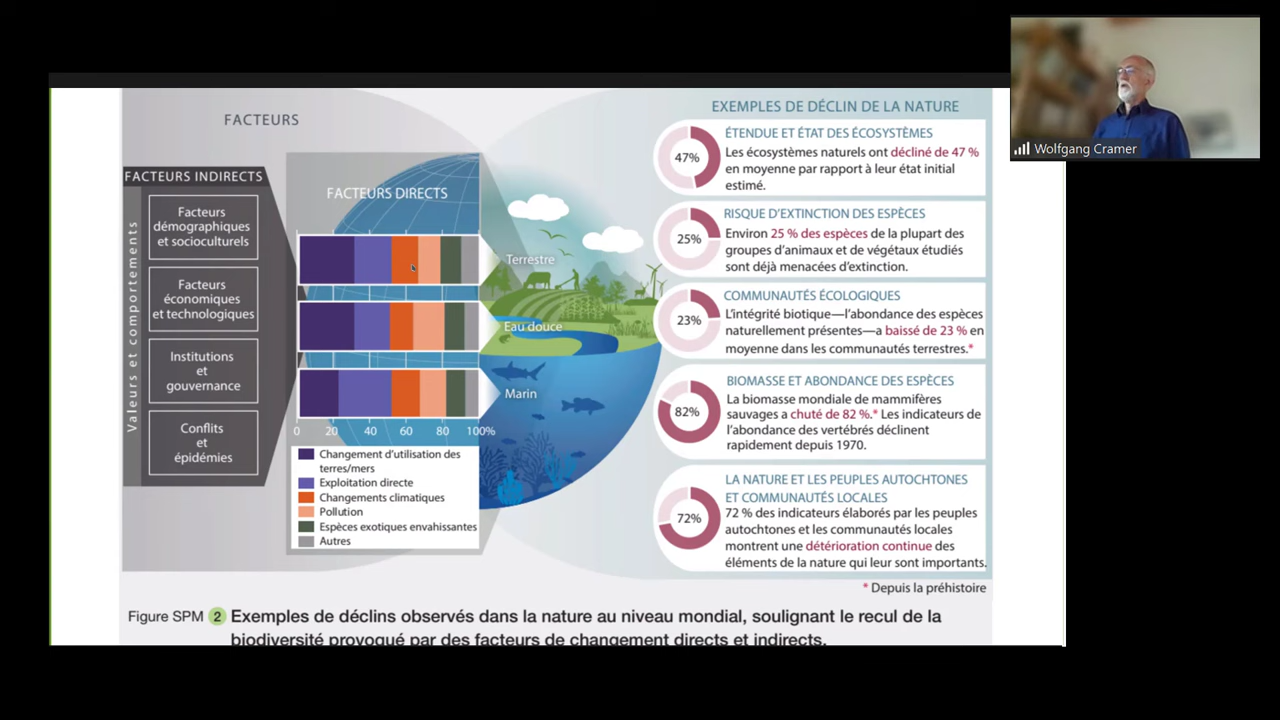 FACTEURS
FACTEURS INDIRECTS
Valeurs et comportements
Facteurs
démographiques
et socioculturels
Facteurs
économiques
et technologiques
Institutions
et
gouvernance
Conflits
et
épidémies
FACTEURS DIRECTS
Terrestre
Eau douce
Marin
0 20 40 60 80 100%
Changement d'utilisation des
terres/mers
Exploitation directe
Changements climatiques
Pollution
Espèces exotiques envahissantes
Autres
EXEMPLES DE DÉCLIN DE LA NATURE
47%
ÉTENDUE ET ÉTAT DES ÉCOSYSTÈMES
Les écosystèmes naturels ont décliné de 47 %
en moyenne par rapport à leur état initial
estimé.
25%
RISQUE D'EXTINCTION DES ESPÈCES
Environ 25 % des espèces de la plupart des
groupes d'animaux et de végétaux étudiés
sont déjà menacées d'extinction.
23%
COMMUNAUTÉS ÉCOLOGIQUES
L'intégrité biotique—l'abondance des espèces
naturellement présentes—a baissé de 23 % en
moyenne dans les communautés terrestres.*
82%
BIOMASSE ET ABONDANCE DES ESPÈCES
La biomasse mondiale de mammifères
sauvages a chuté de 82 %.* Les indicateurs de
l'abondance des vertébrés déclinent
rapidement depuis 1970.
72%
LA NATURE ET LES PEUPLES AUTOCHTONES
ET COMMUNAUTÉS LOCALES
72 % des indicateurs élaborés par les peuples
autochtones et les communautés locales
montrent une détérioration continue des
éléments de la nature qui leur sont importants.
* Depuis la préhistoire
Figure SPM 2 Exemples de déclins observés dans la nature au niveau mondial, soulignant le recul de la
biodiversité provoqué par des facteurs de changement directs et indirects.
Wolfgang Cramer